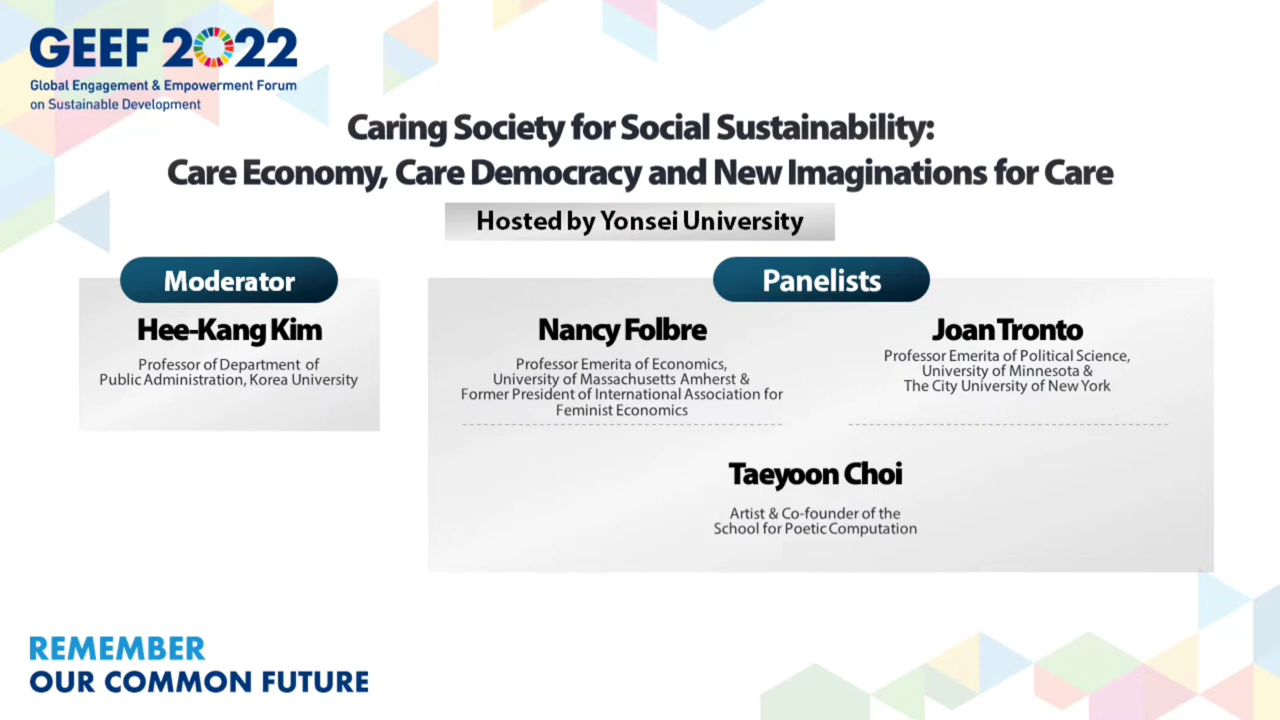 GEEF 2022
Global Engagement & Empowerment Forum
on Sustainable Development
Caring Society for Social Sustainability:
Care Economy, Care Democracy and New Imaginations for Care
Hosted by Yonsei University
Moderator
Hee-Kang Kim
Professor of Department of
Public Administration, Korea University
Panelists
Nancy Folbre
Professor Emerita of Economics,
University of Massachusetts Amherst &
Former President of International Association for
Feminist Economics
Joan Tronto
Professor Emerita of Political Science,
University of Minnesota &
The City University of New York
Taeyoon Choi
Artist & Co-founder of the
School for Poetic Computation
REMEMBER
OUR COMMON FUTURE